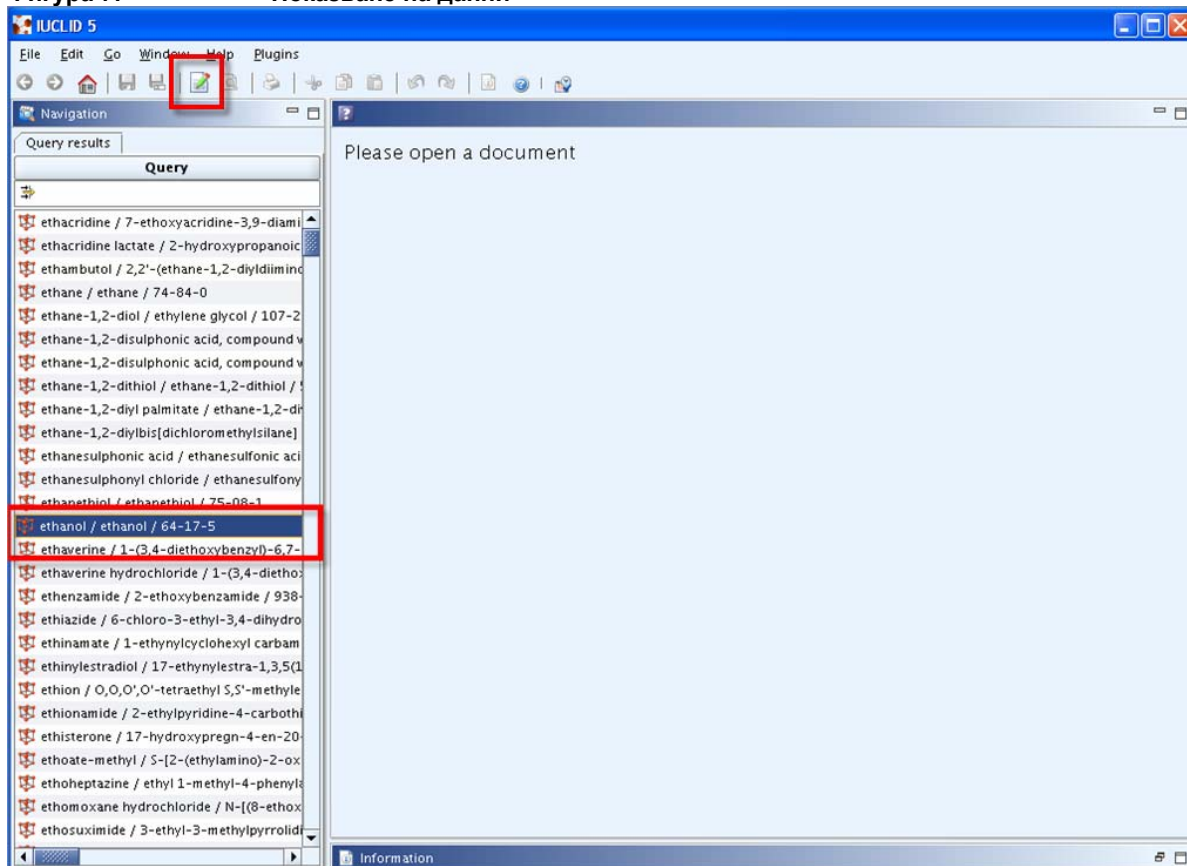 IUCLID 5
File Edit Go Window Help Plugins
Navigation
Query results
Query
Please open a document
ethacridine / 7-ethoxyacridine-3,9-diami
ethacridine lactate / 2-hydroxypropanoic
ethambutol / 2,2'-(ethane-1,2-diyldiimino
ethane / ethane / 74-84-0
ethane-1,2-diol / ethylene glycol / 107-2
ethane-1,2-disulphonic acid, compound w
ethane-1,2-disulphonic acid, compound w
ethane-1,2-dithiol / ethane-1,2-dithiol /
ethane-1,2-diyl palmitate / ethane-1,2-di
ethane-1,2-diylbis[dichloromethylsilane]
ethanesulphonic acid / ethanesulfonic aci
ethanesulphonyl chloride / ethanesulfony
ethanethiol / ethanethiol / 75-08-1
ethanol / ethanol / 64-17-5
ethaverine / 1-(3,4-diethoxybenzyl)-6,7-
ethaverine hydrochloride / 1-(3,4-dietho
ethenzamide / 2-ethoxybenzamide / 938-
ethiazide / 6-chloro-3-ethyl-3,4-dihydro
ethinamate / 1-ethynylcyclohexyl carbam
ethinylestradiol / 17-ethynylestra-1,3,5(1
ethion / O,O,O',O'-tetraethyl S,S'-methyle
ethionamide / 2-ethylpyridine-4-carbothi
ethisterone / 17-hydroxypregn-4-en-20-
ethoate-methyl / S-[2-(ethylamino)-2-ox
ethoheptazine / ethyl 1-methyl-4-phenyla
ethomoxane hydrochloride / N-[(8-ethox
ethosuximide / 3-ethyl-3-methylpyrrolidi
Information